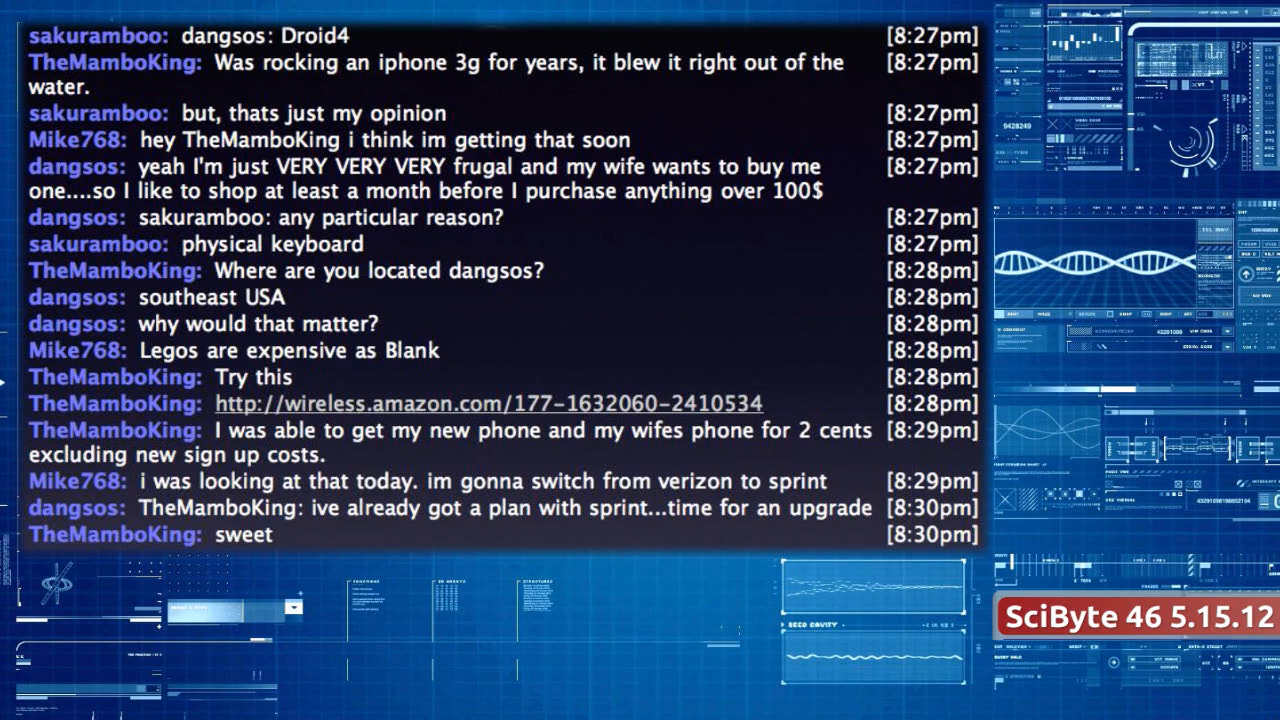 sakuramboo: dangsos: Droid4 [8:27pm]
TheMamboKing: Was rocking an iphone 3g for years, it blew it right out of the [8:27pm]
water.
sakuramboo: but, thats just my opinion [8:27pm]
Mike768: hey TheMamboKing i think im getting that soon [8:27pm]
dangsos: yeah I'm just VERY VERY VERY frugal and my wife wants to buy me [8:27pm]
one....so I like to shop at least a month before I purchase anything over 100$
dangsos: sakuramboo: any particular reason? [8:27pm]
sakuramboo: physical keyboard [8:27pm]
TheMamboKing: Where are you located dangsos? [8:28pm]
dangsos: southeast USA [8:28pm]
dangsos: why would that matter? [8:28pm]
Mike768: Legos are expensive as Blank [8:28pm]
TheMamboKing: Try this [8:28pm]
TheMamboKing: http://wireless.amazon.com/177-1632060-2410534 [8:28pm]
TheMamboKing: I was able to get my new phone and my wifes phone for 2 cents [8:29pm]
excluding new sign up costs.
Mike768: i was looking at that today. im gonna switch from verizon to sprint [8:29pm]
dangsos: TheMamboKing: ive already got a plan with sprint...time for an upgrade [8:30pm]
TheMamboKing: sweet [8:30pm]
9428249
SciByte 46 5.15.12